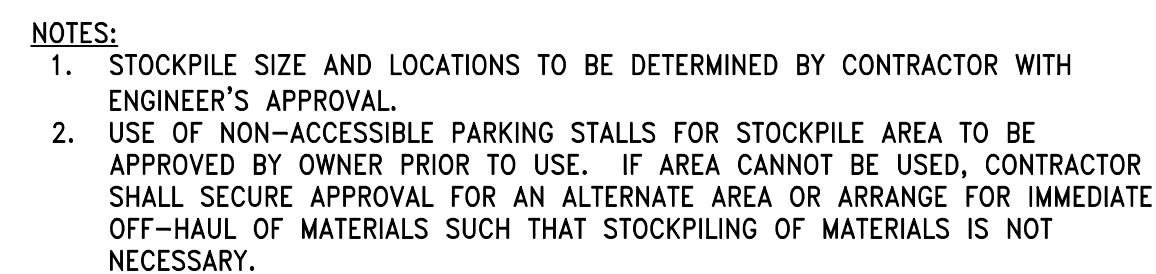 NOTES:
1. STOCKPILE SIZE AND LOCATIONS TO BE DETERMINED BY CONTRACTOR WITH
ENGINEER'S APPROVAL.
2. USE OF NON-ACCESSIBLE PARKING STALLS FOR STOCKPILE AREA TO BE
APPROVED BY OWNER PRIOR TO USE. IF AREA CANNOT BE USED, CONTRACTOR
SHALL SECURE APPROVAL FOR AN ALTERNATE AREA OR ARRANGE FOR IMMEDIATE
OFF-HAUL OF MATERIALS SUCH THAT STOCKPILING OF MATERIALS IS NOT
NECESSARY.